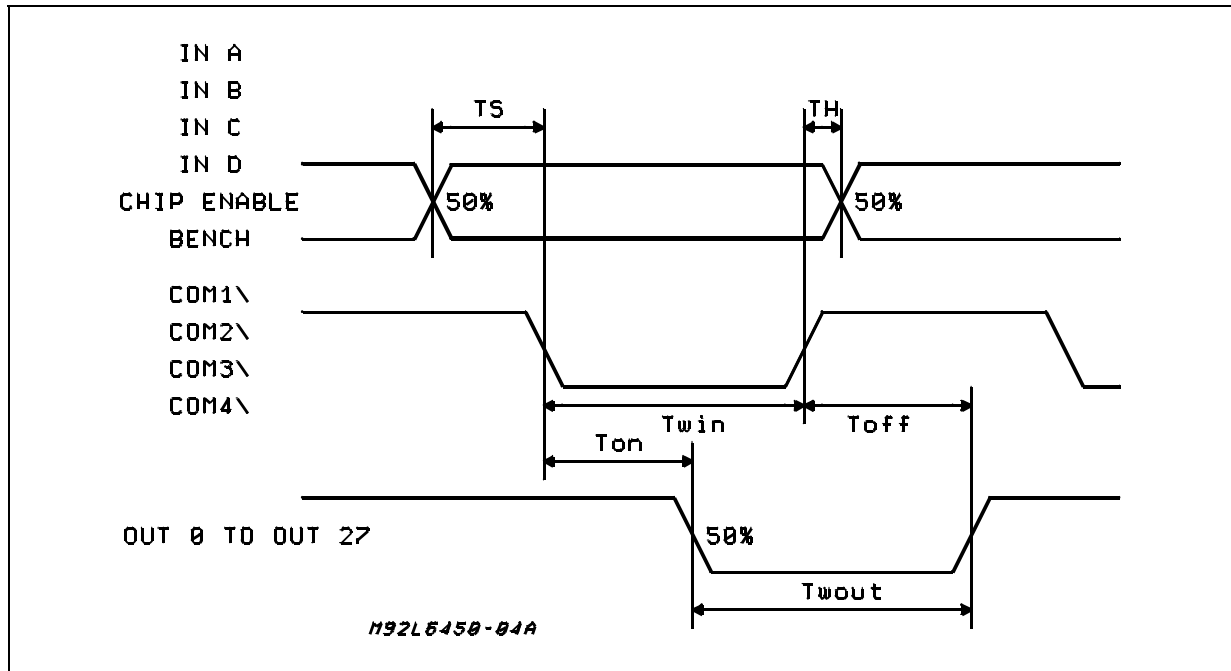 IN A
IN B
TS
TH
IN C
IN D
CHIP ENABLE
50%
50%
BENCH
COM1\
COM2\
COM3\
COM4\
Twin
Toff
Ton
OUT 0 TO OUT 27
50%
Twout
M92L6450-04A